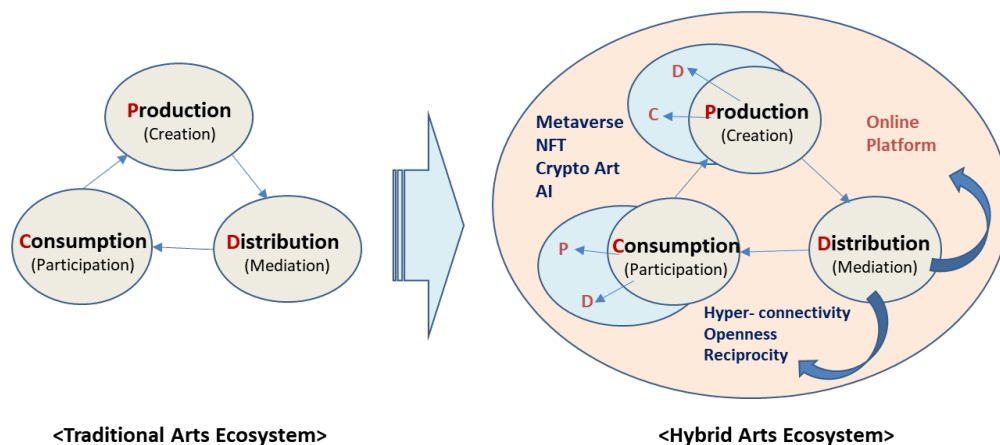 Production
(Creation)
Consumption
(Participation)
Distribution
(Mediation)
<Traditional Arts Ecosystem>
D
C
Production
(Creation)
Metaverse
NFT
Crypto Art
AI
Online
Platform
P
D
Consumption
(Participation)
Distribution
(Mediation)
Hyper- connectivity
Openness
Reciprocity
<Hybrid Arts Ecosystem>